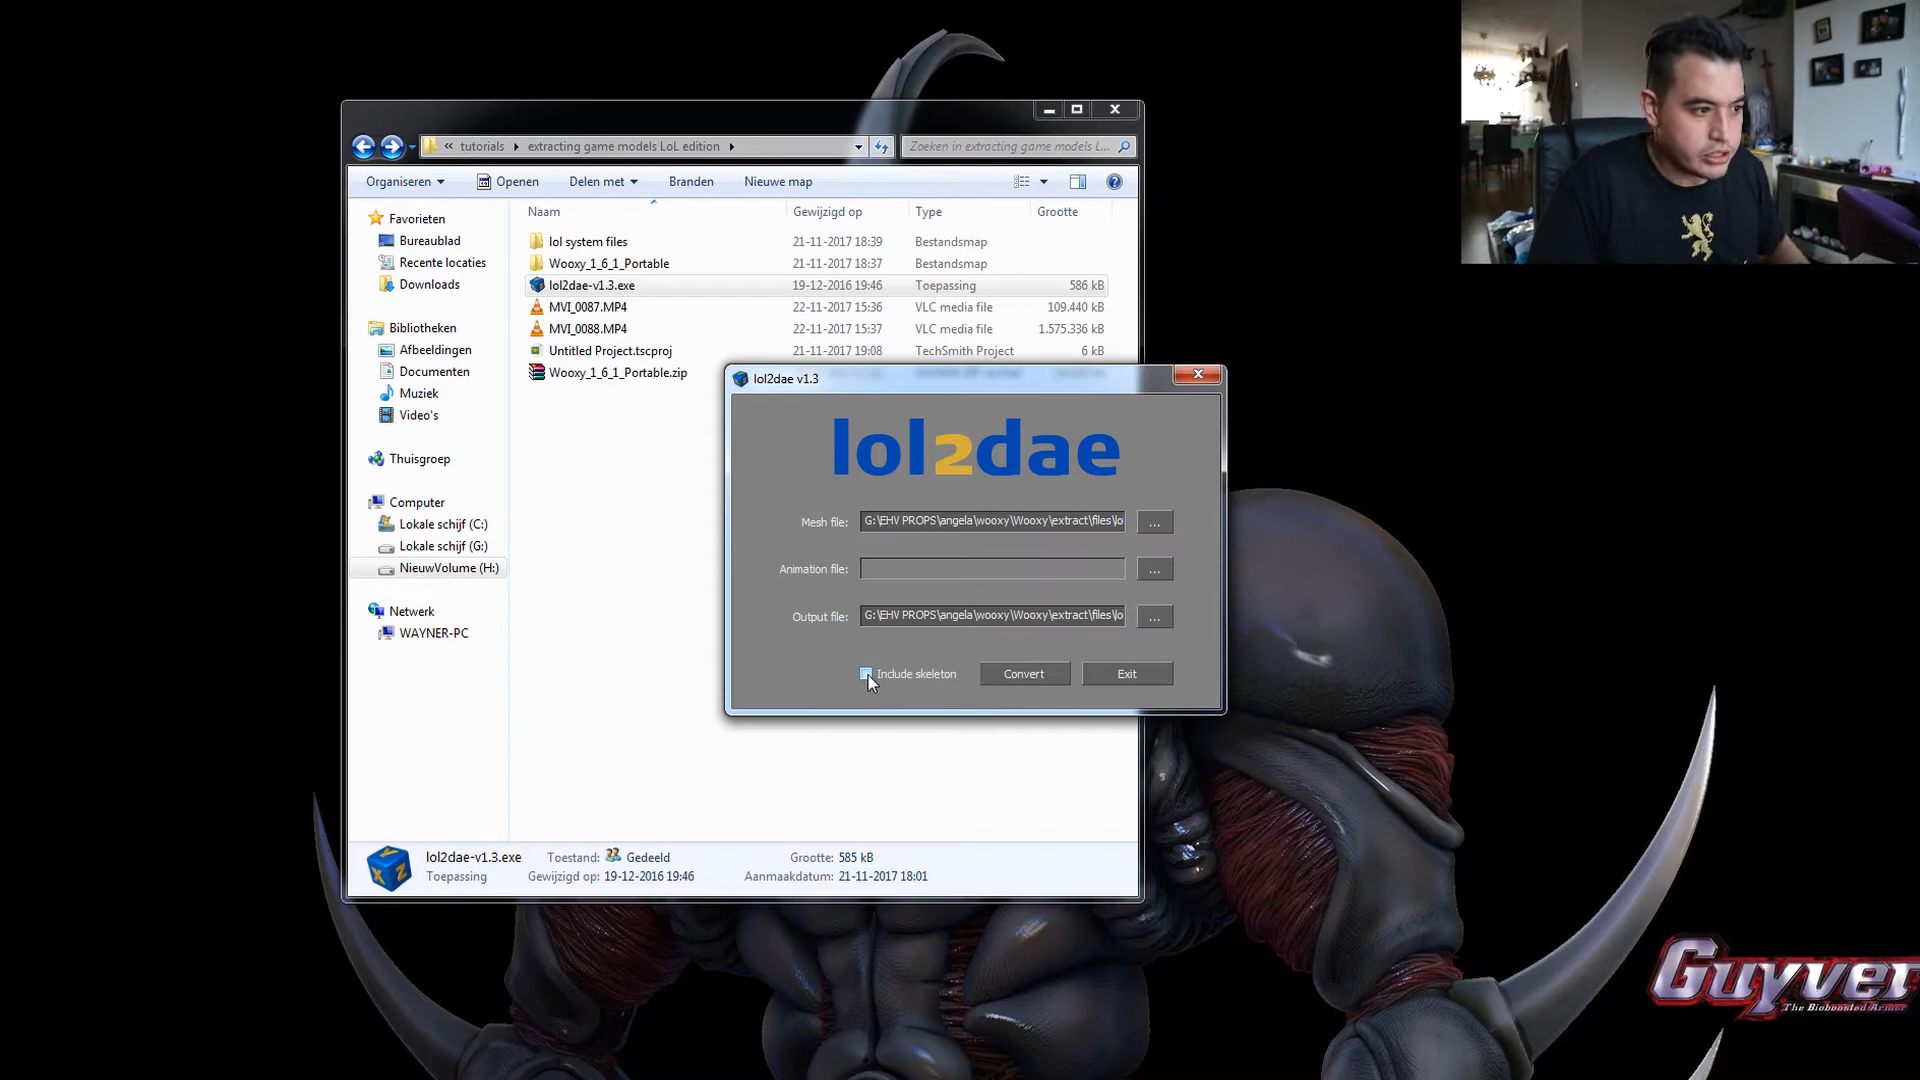 « tutorials ▸ extracting game models LoL edition ▸
Zoeken in extracting game models L...
Organiseren Openen Delen met Branden Nieuwe map
Naam Gewijzigd op Type Grootte
Favorieten
Bureaublad
Recente locaties
Downloads
Bibliotheken
Afbeeldingen
Documenten
Muziek
Video's
Thuisgroep
Computer
Lokale schijf (C:)
Lokale schijf (G:)
NieuwVolume (H:)
Netwerk
WAYNER-PC
lol system files 21-11-2017 18:39 Bestandsmap
Wooxy_1_6_1_Portable 21-11-2017 18:37 Bestandsmap
lol2dae-v1.3.exe 19-12-2016 19:46 Toepassing 586 kB
MVI_0087.MP4 22-11-2017 15:36 VLC media file 109.440 kB
MVI_0088.MP4 22-11-2017 15:37 VLC media file 1.575.336 kB
Untitled Project.tscproj 21-11-2017 19:08 TechSmith Project 6 kB
Wooxy_1_6_1_Portable.zip
lol2dae v1.3
lol2dae
Mesh file: G:\EHV PROPS\angela\wooxy\Wooxy\extract\files\lo ...
Animation file: ...
Output file: G:\EHV PROPS\angela\wooxy\Wooxy\extract\files\lo ...
Include skeleton Convert Exit
lol2dae-v1.3.exe Toestand: Gedeeld Grootte: 585 kB
Toepassing Gewijzigd op: 19-12-2016 19:46 Aanmaakdatum: 21-11-2017 18:01
X Y Z
Guyver
The Bioboosted Armor